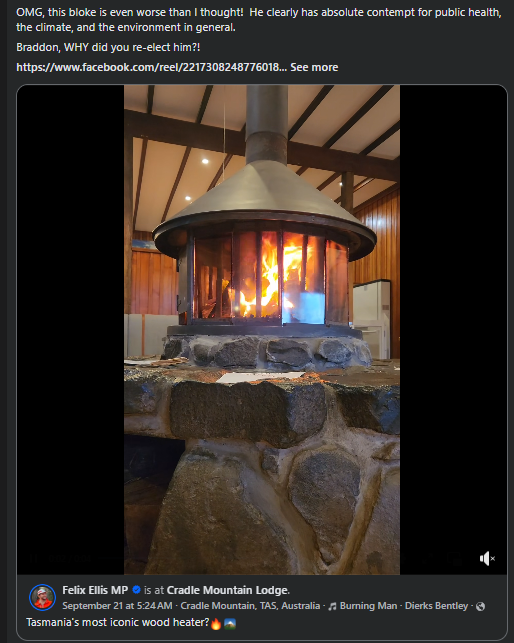 OMG, this bloke is even worse than I thought!  He clearly has absolute contempt for public health,
the climate, and the environment in general.
Braddon, WHY did you re-elect him?!
https://www.facebook.com/reel/2217308248776018... See more
Felix Ellis MP is at Cradle Mountain Lodge.
September 21 at 5:24 AM · Cradle Mountain, TAS, Australia · Burning Man · Dierks Bentley ·
Tasmania's most iconic wood heater?🔥🌄